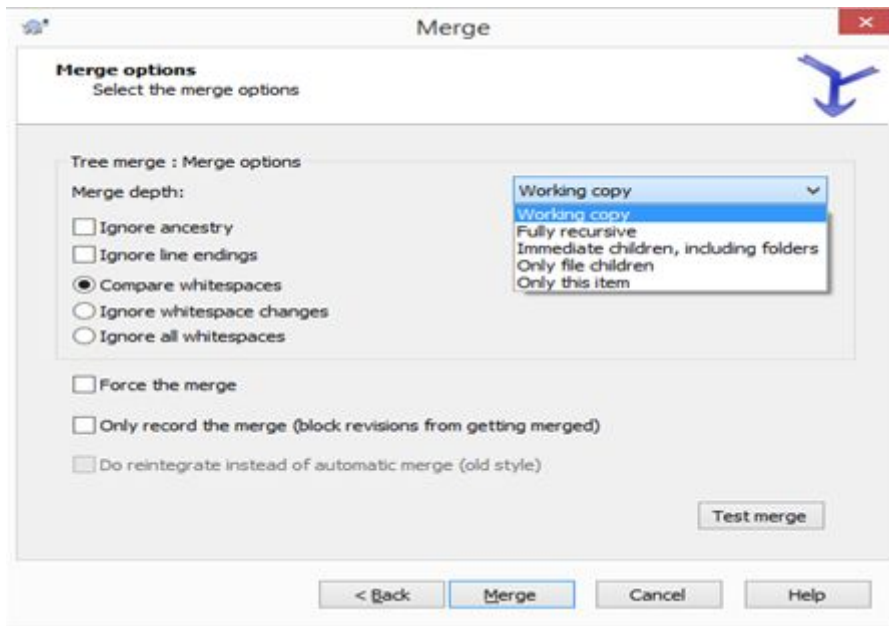 Merge
Merge options
Select the merge options
Tree merge : Merge options
Merge depth:
Working copy
Working copy
Fully recursive
Immediate children, including folders
Only file children
Only this item
Ignore ancestry
Ignore line endings
Compare whitespaces
Ignore whitespace changes
Ignore all whitespaces
Force the merge
Only record the merge (block revisions from getting merged)
Do reintegrate instead of automatic merge (old style)
Test merge
< Back
Merge
Cancel
Help